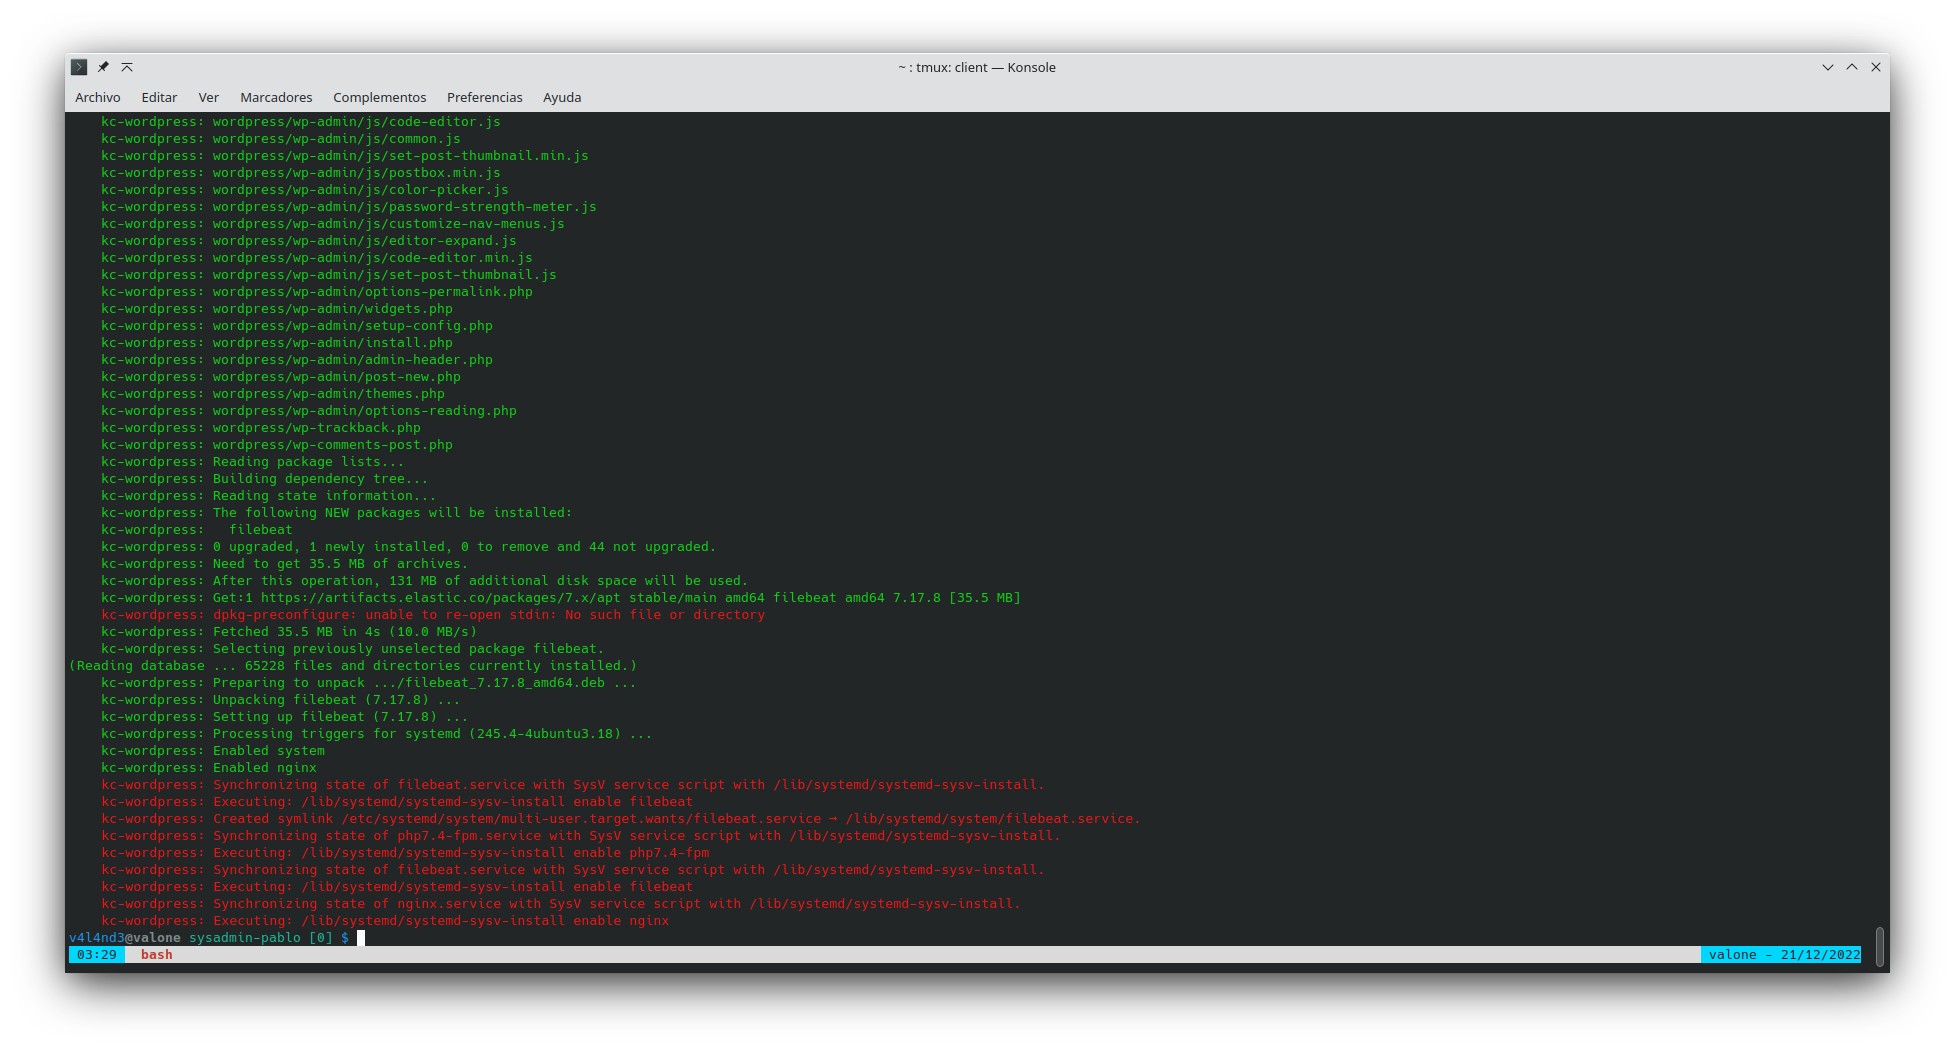 ~ : tmux: client — Konsole
Archivo Editar Ver Marcadores Complementos Preferencias Ayuda
kc-wordpress: wordpress/wp-admin/js/code-editor.js
kc-wordpress: wordpress/wp-admin/js/common.js
kc-wordpress: wordpress/wp-admin/js/set-post-thumbnail.min.js
kc-wordpress: wordpress/wp-admin/js/postbox.min.js
kc-wordpress: wordpress/wp-admin/js/color-picker.js
kc-wordpress: wordpress/wp-admin/js/password-strength-meter.js
kc-wordpress: wordpress/wp-admin/js/customize-nav-menus.js
kc-wordpress: wordpress/wp-admin/js/editor-expand.js
kc-wordpress: wordpress/wp-admin/js/code-editor.min.js
kc-wordpress: wordpress/wp-admin/js/set-post-thumbnail.js
kc-wordpress: wordpress/wp-admin/options-permalink.php
kc-wordpress: wordpress/wp-admin/widgets.php
kc-wordpress: wordpress/wp-admin/setup-config.php
kc-wordpress: wordpress/wp-admin/install.php
kc-wordpress: wordpress/wp-admin/admin-header.php
kc-wordpress: wordpress/wp-admin/post-new.php
kc-wordpress: wordpress/wp-admin/themes.php
kc-wordpress: wordpress/wp-admin/options-reading.php
kc-wordpress: wordpress/wp-trackback.php
kc-wordpress: wordpress/wp-comments-post.php
kc-wordpress: Reading package lists...
kc-wordpress: Building dependency tree...
kc-wordpress: Reading state information...
kc-wordpress: The following NEW packages will be installed:
kc-wordpress:   filebeat
kc-wordpress: 0 upgraded, 1 newly installed, 0 to remove and 44 not upgraded.
kc-wordpress: Need to get 35.5 MB of archives.
kc-wordpress: After this operation, 131 MB of additional disk space will be used.
kc-wordpress: Get:1 https://artifacts.elastic.co/packages/7.x/apt stable/main amd64 filebeat amd64 7.17.8 [35.5 MB]
kc-wordpress: dpkg-preconfigure: unable to re-open stdin: No such file or directory
kc-wordpress: Fetched 35.5 MB in 4s (10.0 MB/s)
kc-wordpress: Selecting previously unselected package filebeat.
(Reading database ... 65228 files and directories currently installed.)
kc-wordpress: Preparing to unpack .../filebeat_7.17.8_amd64.deb ...
kc-wordpress: Unpacking filebeat (7.17.8) ...
kc-wordpress: Setting up filebeat (7.17.8) ...
kc-wordpress: Processing triggers for systemd (245.4-4ubuntu3.18) ...
kc-wordpress: Enabled system
kc-wordpress: Enabled nginx
kc-wordpress: Synchronizing state of filebeat.service with SysV service script with /lib/systemd/systemd-sysv-install.
kc-wordpress: Executing: /lib/systemd/systemd-sysv-install enable filebeat
kc-wordpress: Created symlink /etc/systemd/system/multi-user.target.wants/filebeat.service → /lib/systemd/system/filebeat.service.
kc-wordpress: Synchronizing state of php7.4-fpm.service with SysV service script with /lib/systemd/systemd-sysv-install.
kc-wordpress: Executing: /lib/systemd/systemd-sysv-install enable php7.4-fpm
kc-wordpress: Synchronizing state of filebeat.service with SysV service script with /lib/systemd/systemd-sysv-install.
kc-wordpress: Executing: /lib/systemd/systemd-sysv-install enable filebeat
kc-wordpress: Synchronizing state of nginx.service with SysV service script with /lib/systemd/systemd-sysv-install.
kc-wordpress: Executing: /lib/systemd/systemd-sysv-install enable nginx
v4l4nd3@valone sysadmin-pablo [0] $
03:29 bash valone - 21/12/2022